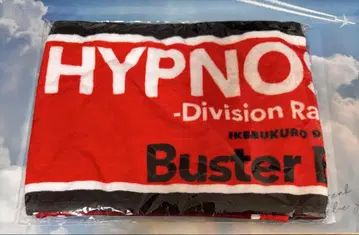 HYPNOS
-Division Ra
IKEBUKURO D
Buster